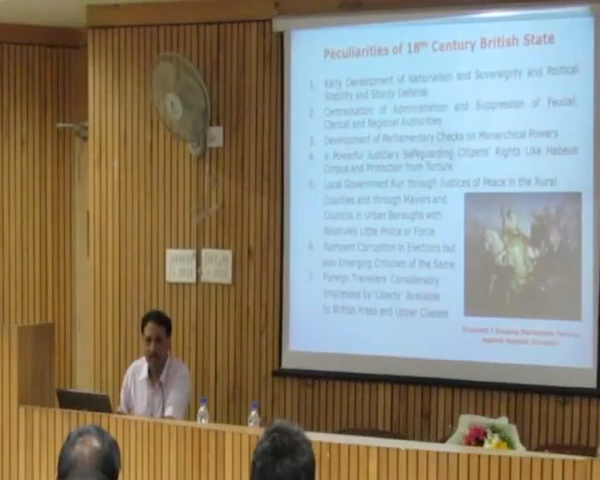 Peculiarities of 18th Century British State
1. Early Development of Nationalism and Sovereignty and Political
Stability and Sturdy Defense
2. Centralisation of Administration and Suppression of Feudal,
Clerical and Regional Authorities
3. Development of Parliamentary Checks on Monarchical Powers
4. A Powerful Judiciary Safeguarding Citizens' Rights Like Habeus
Corpus and Protection from Torture
5. Local Government Run through Justices of Peace in the Rural
Counties and through Mayors and
Councils in Urban Boroughs with
Relatively Little Police or Force
6. Rampant Corruption in Elections but
also Emerging Criticism of the Same
7. Foreign Travelers Considerably
Impressed by 'Liberty' Available
to British Press and Upper Classes
Elizabeth I
against Spanish